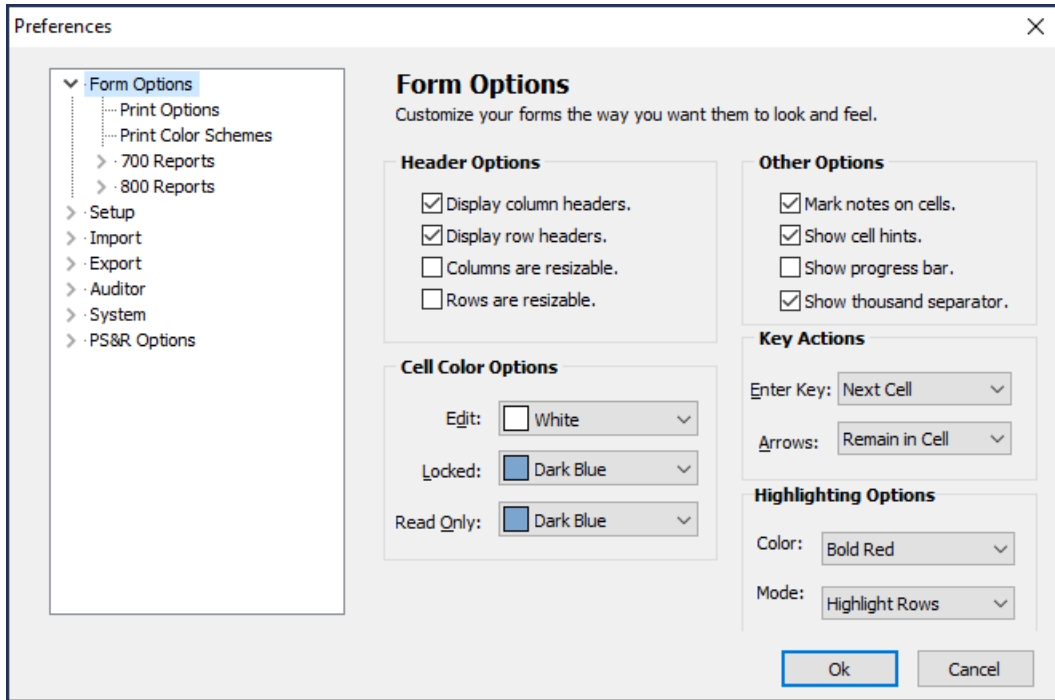 Preferences
Form Options
Print Options
Print Color Schemes
700 Reports
800 Reports
Setup
Import
Export
Auditor
System
PS&R Options
Form Options
Customize your forms the way you want them to look and feel.
Header Options
Display column headers.
Display row headers.
Columns are resizable.
Rows are resizable.
Cell Color Options
Edit: White
Locked: Dark Blue
Read Only: Dark Blue
Other Options
Mark notes on cells.
Show cell hints.
Show progress bar.
Show thousand separator.
Key Actions
Enter Key: Next Cell
Arrows: Remain in Cell
Highlighting Options
Color: Bold Red
Mode: Highlight Rows
Ok Cancel